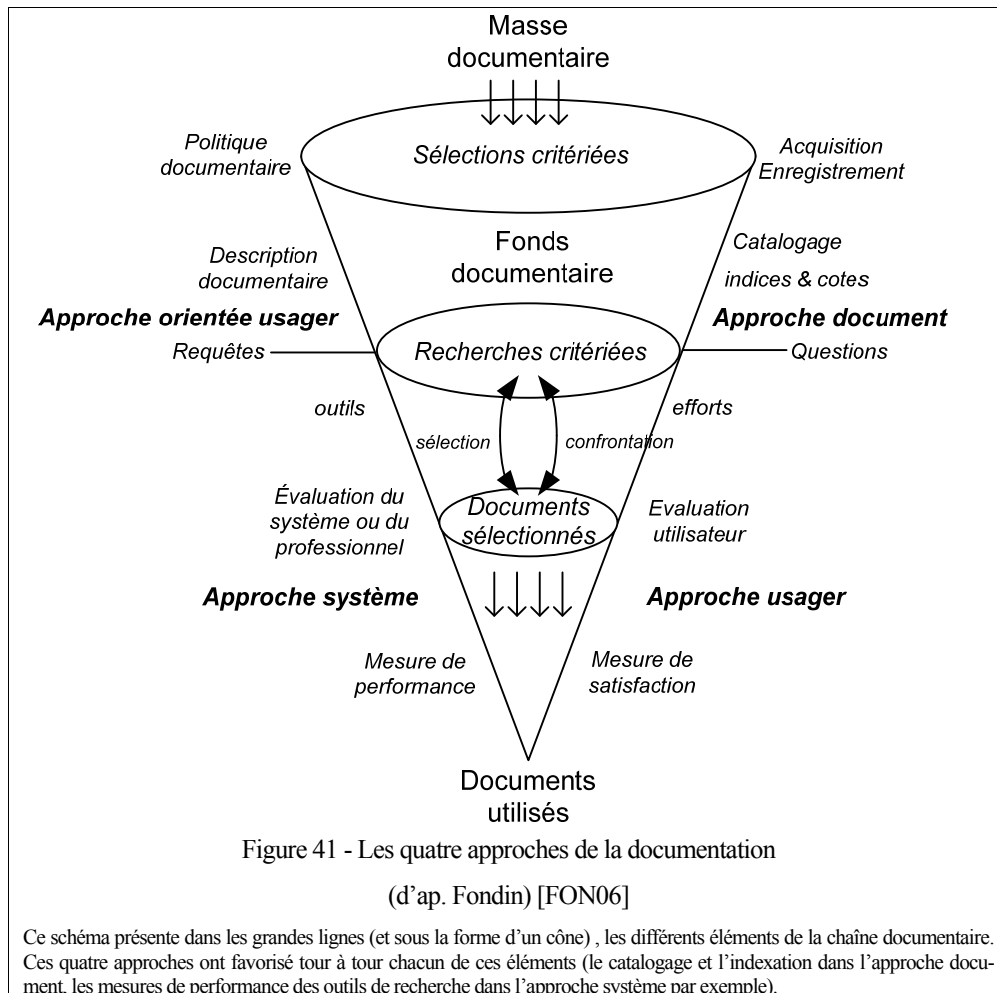 Masse
documentaire
Politique
documentaire
Sélections critériées
Acquisition
Enregistrement
Fonds
documentaire
Description
documentaire
Catalogage
indices & cotes
Approche orientée usager
Approche document
Requêtes
Recherches critériées
Questions
outils
efforts
sélection
confrontation
Évaluation du
système ou du
professionnel
Documents
sélectionnés
Evaluation
utilisateur
Approche système
Approche usager
Mesure de
performance
Mesure de
satisfaction
Documents
utilisés
Figure 41 - Les quatre approches de la documentation
(d'ap. Fondin) [FON06]
Ce schéma présente dans les grandes lignes (et sous la forme d'un cône) , les différents éléments de la chaîne documentaire.
Ces quatre approches ont favorisé tour à tour chacun de ces éléments (le catalogage et l'indexation dans l'approche docu-
ment, les mesures de performance des outils de recherche dans l'approche système par exemple).